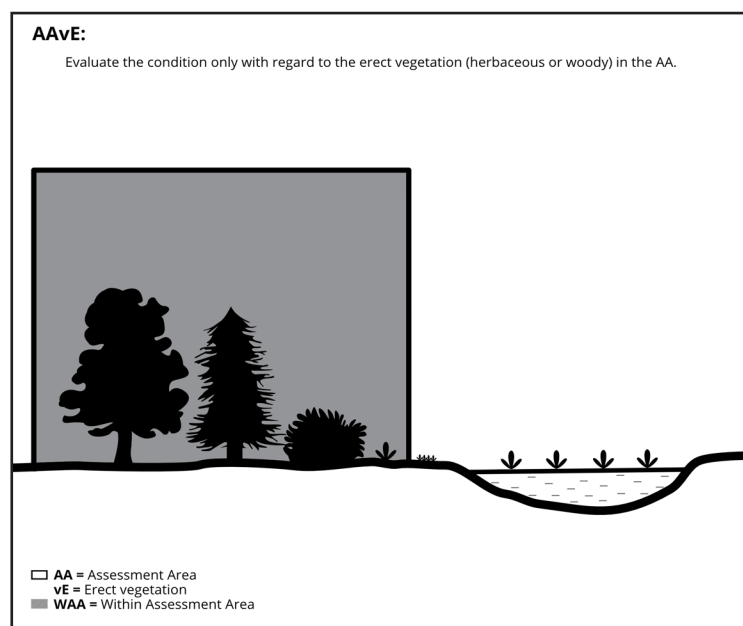 AAvE:
Evaluate the condition only with regard to the erect vegetation (herbaceous or woody) in the AA.
AA = Assessment Area
vE = Erect vegetation
WAA = Within Assessment Area